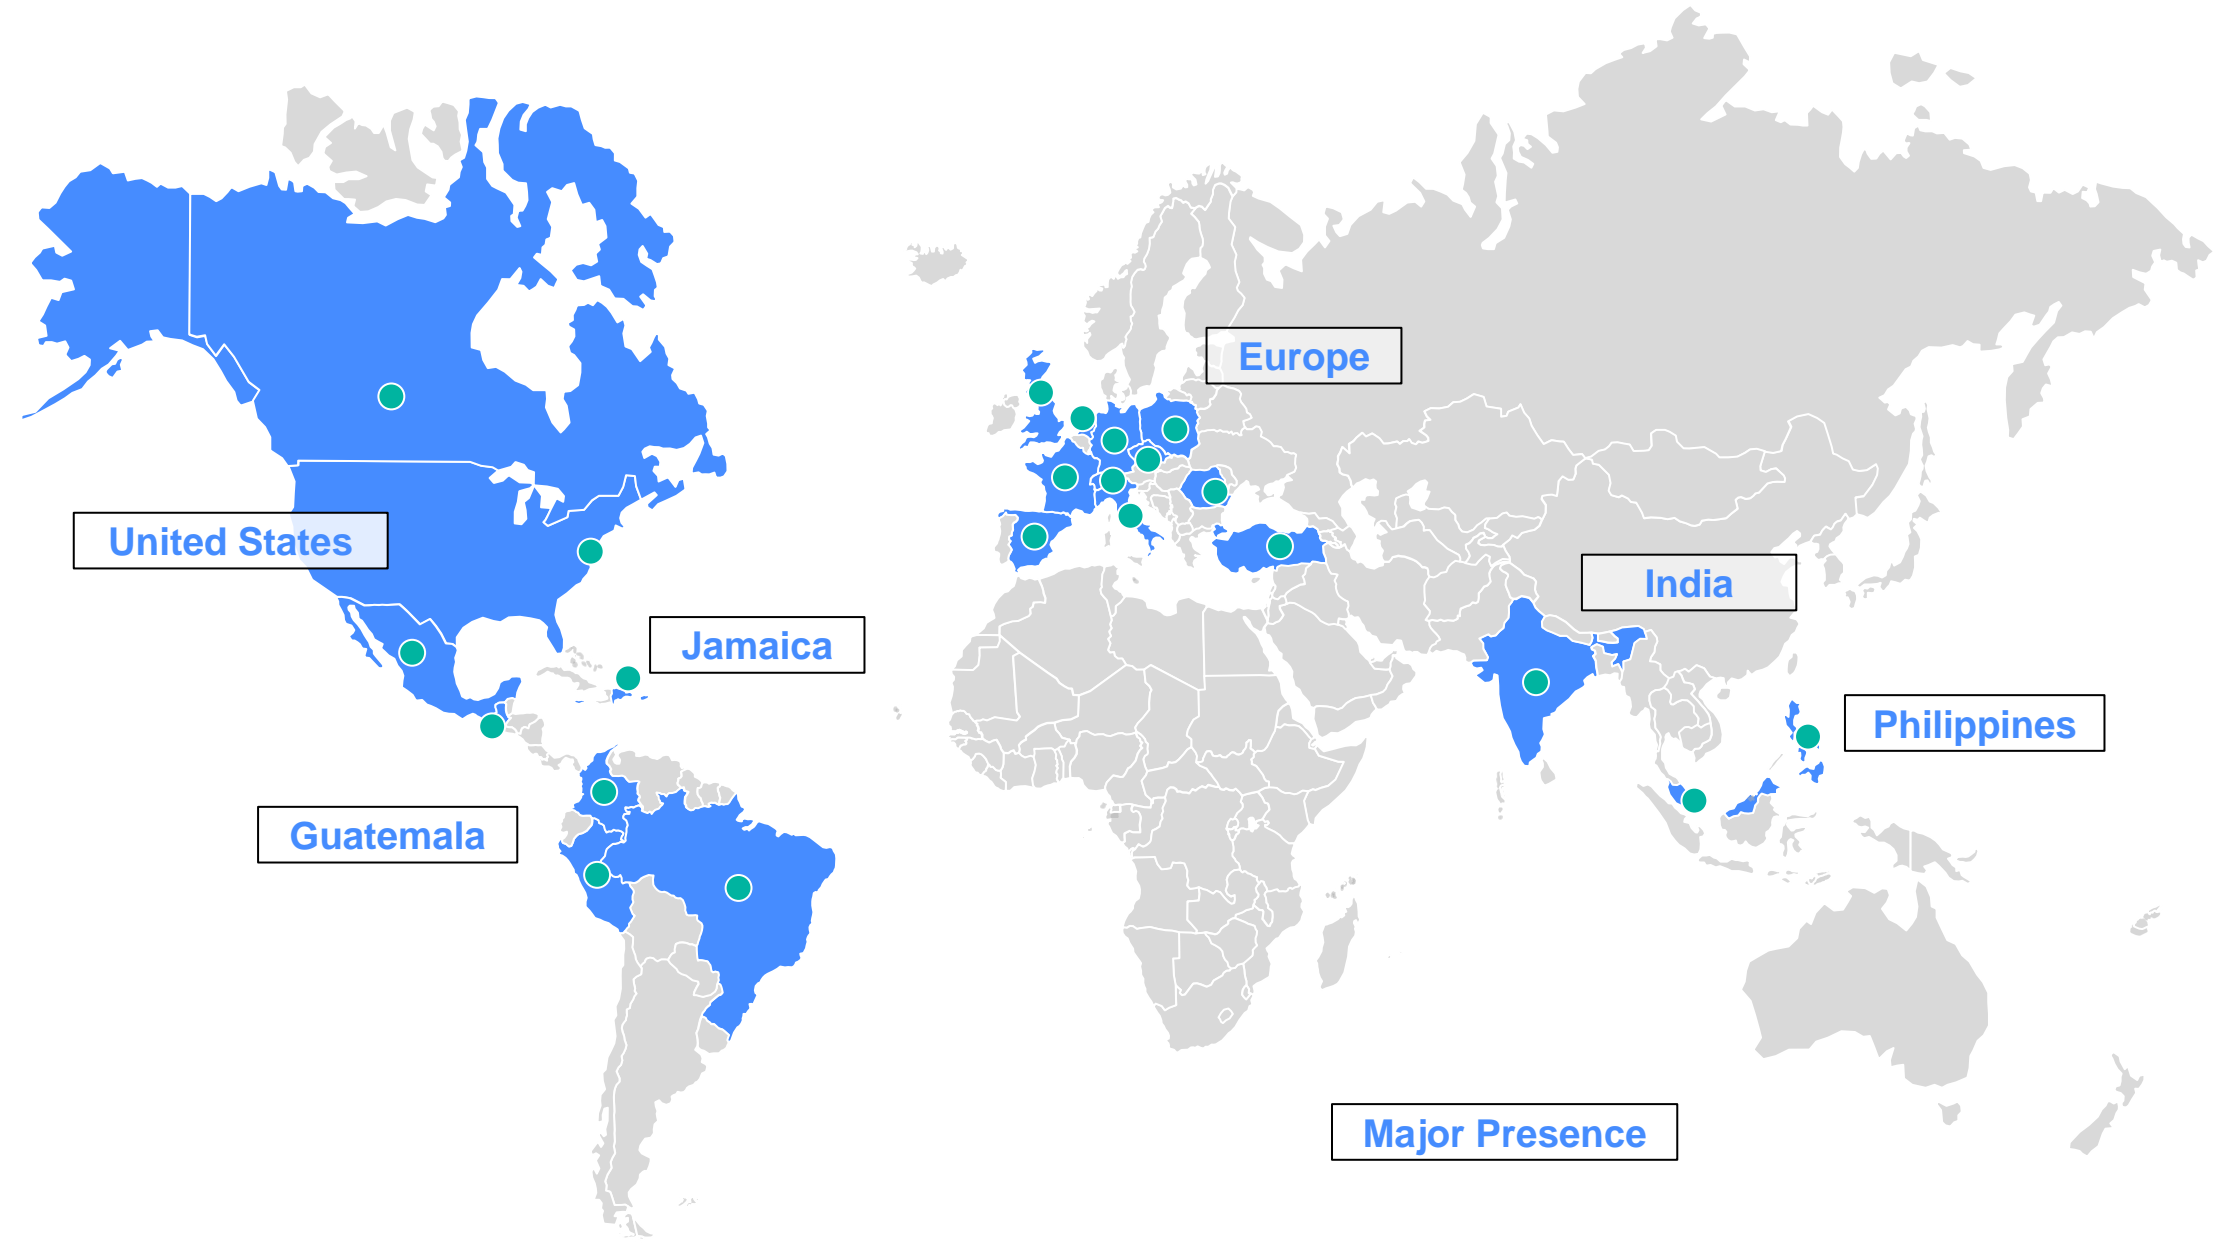 Europe
United States
India
Jamaica
Philippines
Guatemala
Major Presence